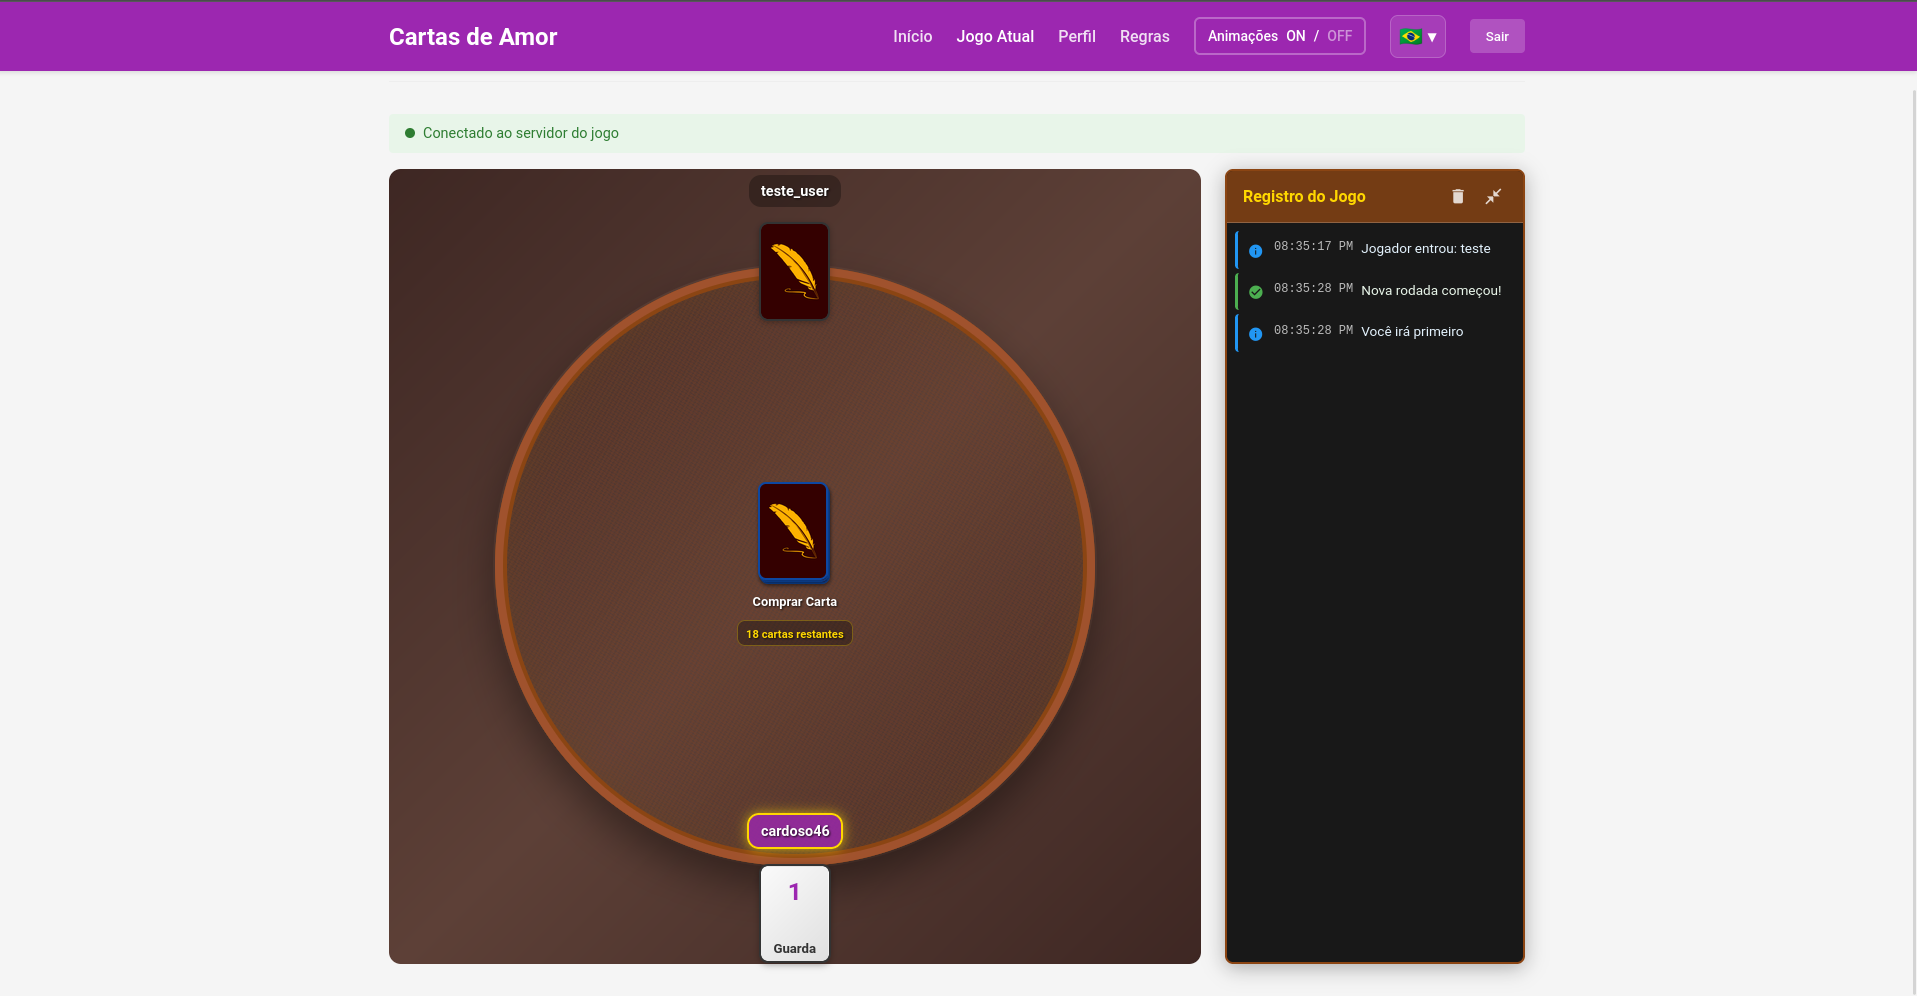 Cartas de Amor
Início Jogo Atual Perfil Regras Animações ON / OFF ▾ Sair
Conectado ao servidor do jogo
teste_user
Comprar Carta
18 cartas restantes
cardoso46
1
Guarda
Registro do Jogo
08:35:17 PM Jogador entrou: teste
08:35:28 PM Nova rodada começou!
08:35:28 PM Você irá primeiro